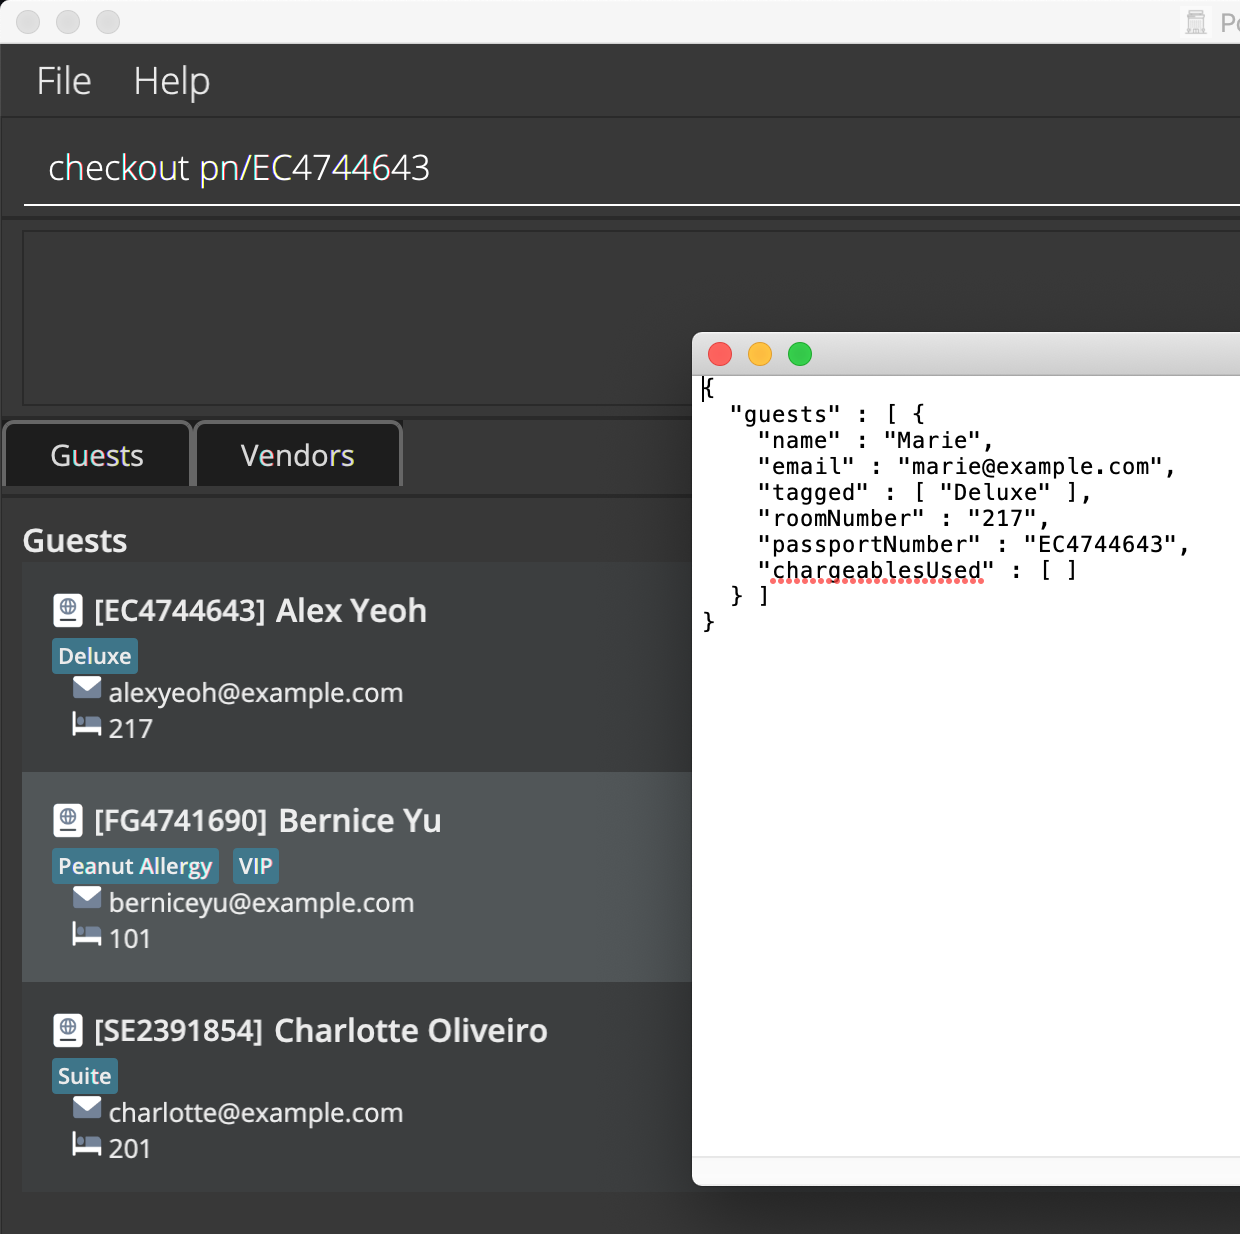 File Help
checkout pn/EC4744643
Guests Vendors
Guests
[EC4744643] Alex Yeoh
Deluxe
alexyeoh@example.com
217
[FG4741690] Bernice Yu
Peanut Allergy VIP
berniceyu@example.com
101
[SE2391854] Charlotte Oliveiro
Suite
charlotte@example.com
201
{
"guests" : [ {
"name" : "Marie",
"email" : "marie@example.com",
"tagged" : [ "Deluxe" ],
"roomNumber" : "217",
"passportNumber" : "EC4744643",
"chargeablesUsed" : [ ]
} ]
}